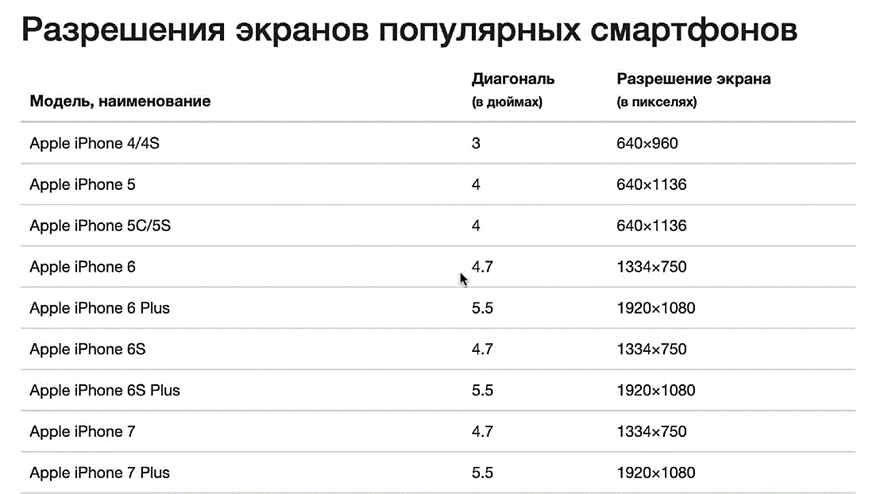 Разрешения экранов популярных смартфонов
Модель, наименование Диагональ (в дюймах) Разрешение экрана (в пикселях)
Apple iPhone 4/4S 3 640×960
Apple iPhone 5 4 640×1136
Apple iPhone 5C/5S 4 640×1136
Apple iPhone 6 4.7 1334×750
Apple iPhone 6 Plus 5.5 1920×1080
Apple iPhone 6S 4.7 1334×750
Apple iPhone 6S Plus 5.5 1920×1080
Apple iPhone 7 4.7 1334×750
Apple iPhone 7 Plus 5.5 1920×1080